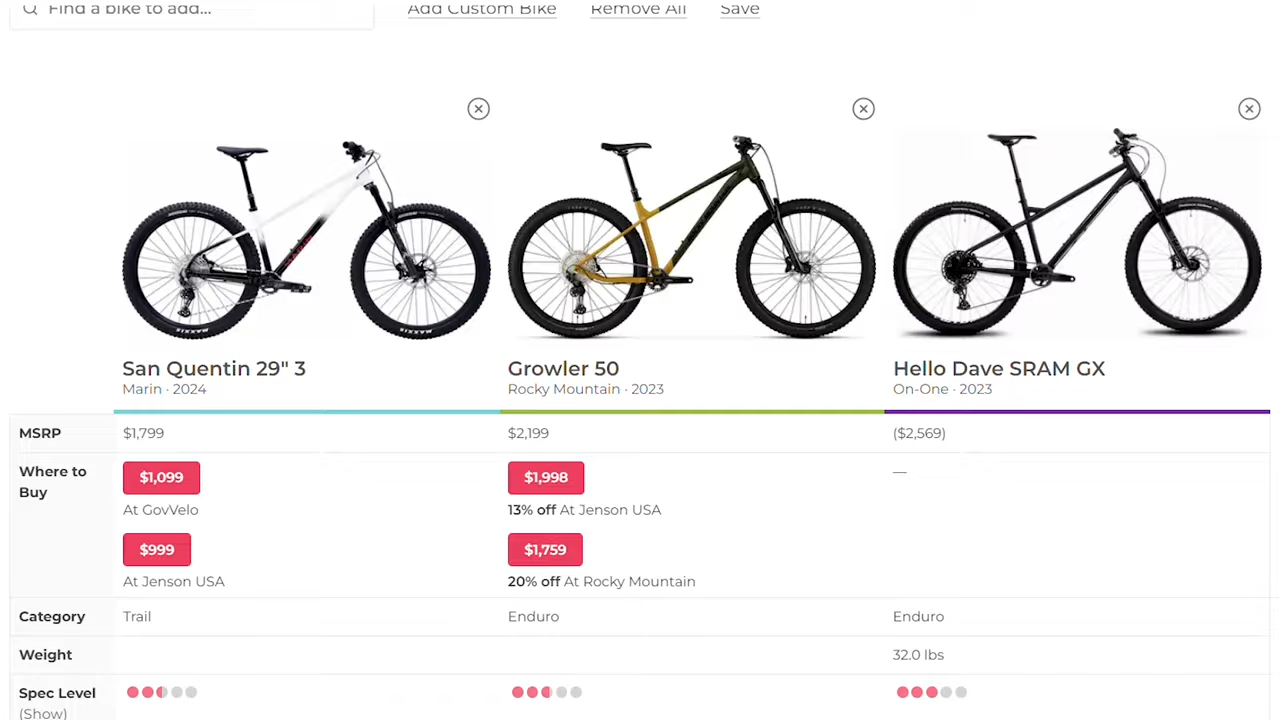 Find a bike to add...
Add Custom Bike
Remove All
Save
San Quentin 29" 3
Marin · 2024
Growler 50
Rocky Mountain · 2023
Hello Dave SRAM GX
On-One · 2023
MSRP
$1,799
$2,199
($2,569)
Where to
Buy
$1,099
At GovVelo
$999
At Jenson USA
$1,998
13% off At Jenson USA
$1,759
20% off At Rocky Mountain
—
Category
Trail
Enduro
Enduro
Weight
32.0 lbs
Spec Level
(Show)
MAXXIS